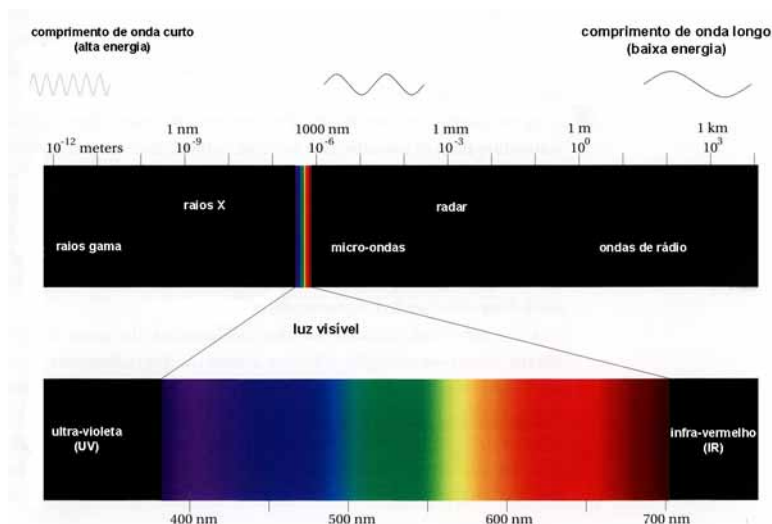 comprimento de onda curto
(alta energia)
comprimento de onda longo
(baixa energia)
1 nm
1000 nm
1 mm
1 m
1 km
10-12 meters
10-9
10-6
10-3
100
103
raios X
radar
raios gama
micro-ondas
ondas de rádio
luz visível
ultra-violeta
(UV)
infra-vermelho
(IR)
400 nm
500 nm
600 nm
700 nm